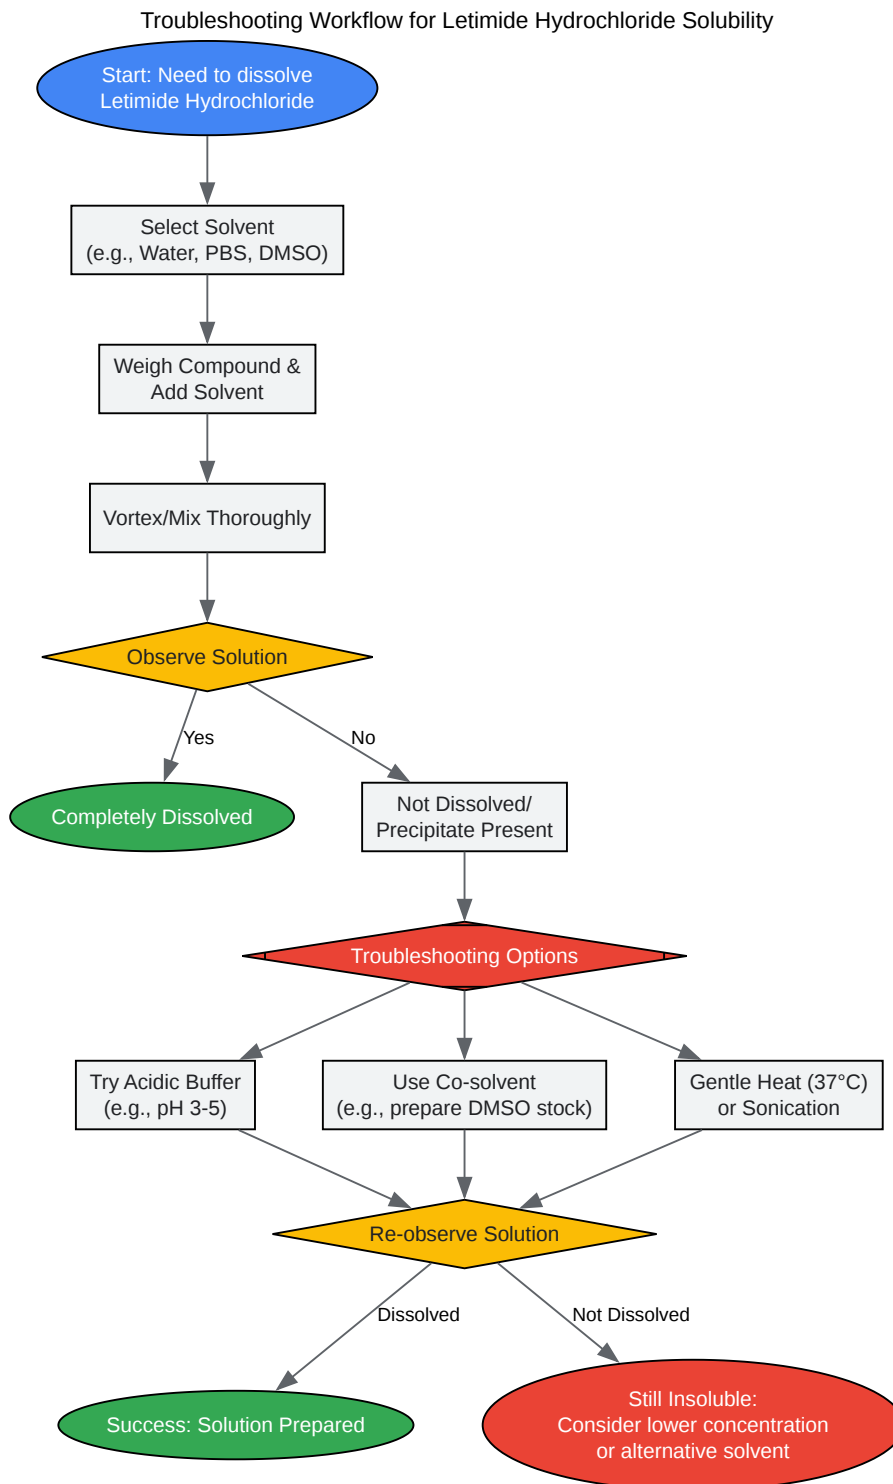 Troubleshooting Workflow for Letimide Hydrochloride Solubility
Start: Need to dissolve
Letimide Hydrochloride
Select Solvent
(e.g., Water, PBS, DMSO)
Weigh Compound &
Add Solvent
Vortex/Mix Thoroughly
Observe Solution
Yes
No
Completely Dissolved
Not Dissolved/
Precipitate Present
Troubleshooting Options
Try Acidic Buffer
(e.g., pH 3-5)
Use Co-solvent
(e.g., prepare DMSO stock)
Gentle Heat (37°C)
or Sonication
Re-observe Solution
Dissolved
Not Dissolved
Success: Solution Prepared
Still Insoluble:
Consider lower concentration
or alternative solvent